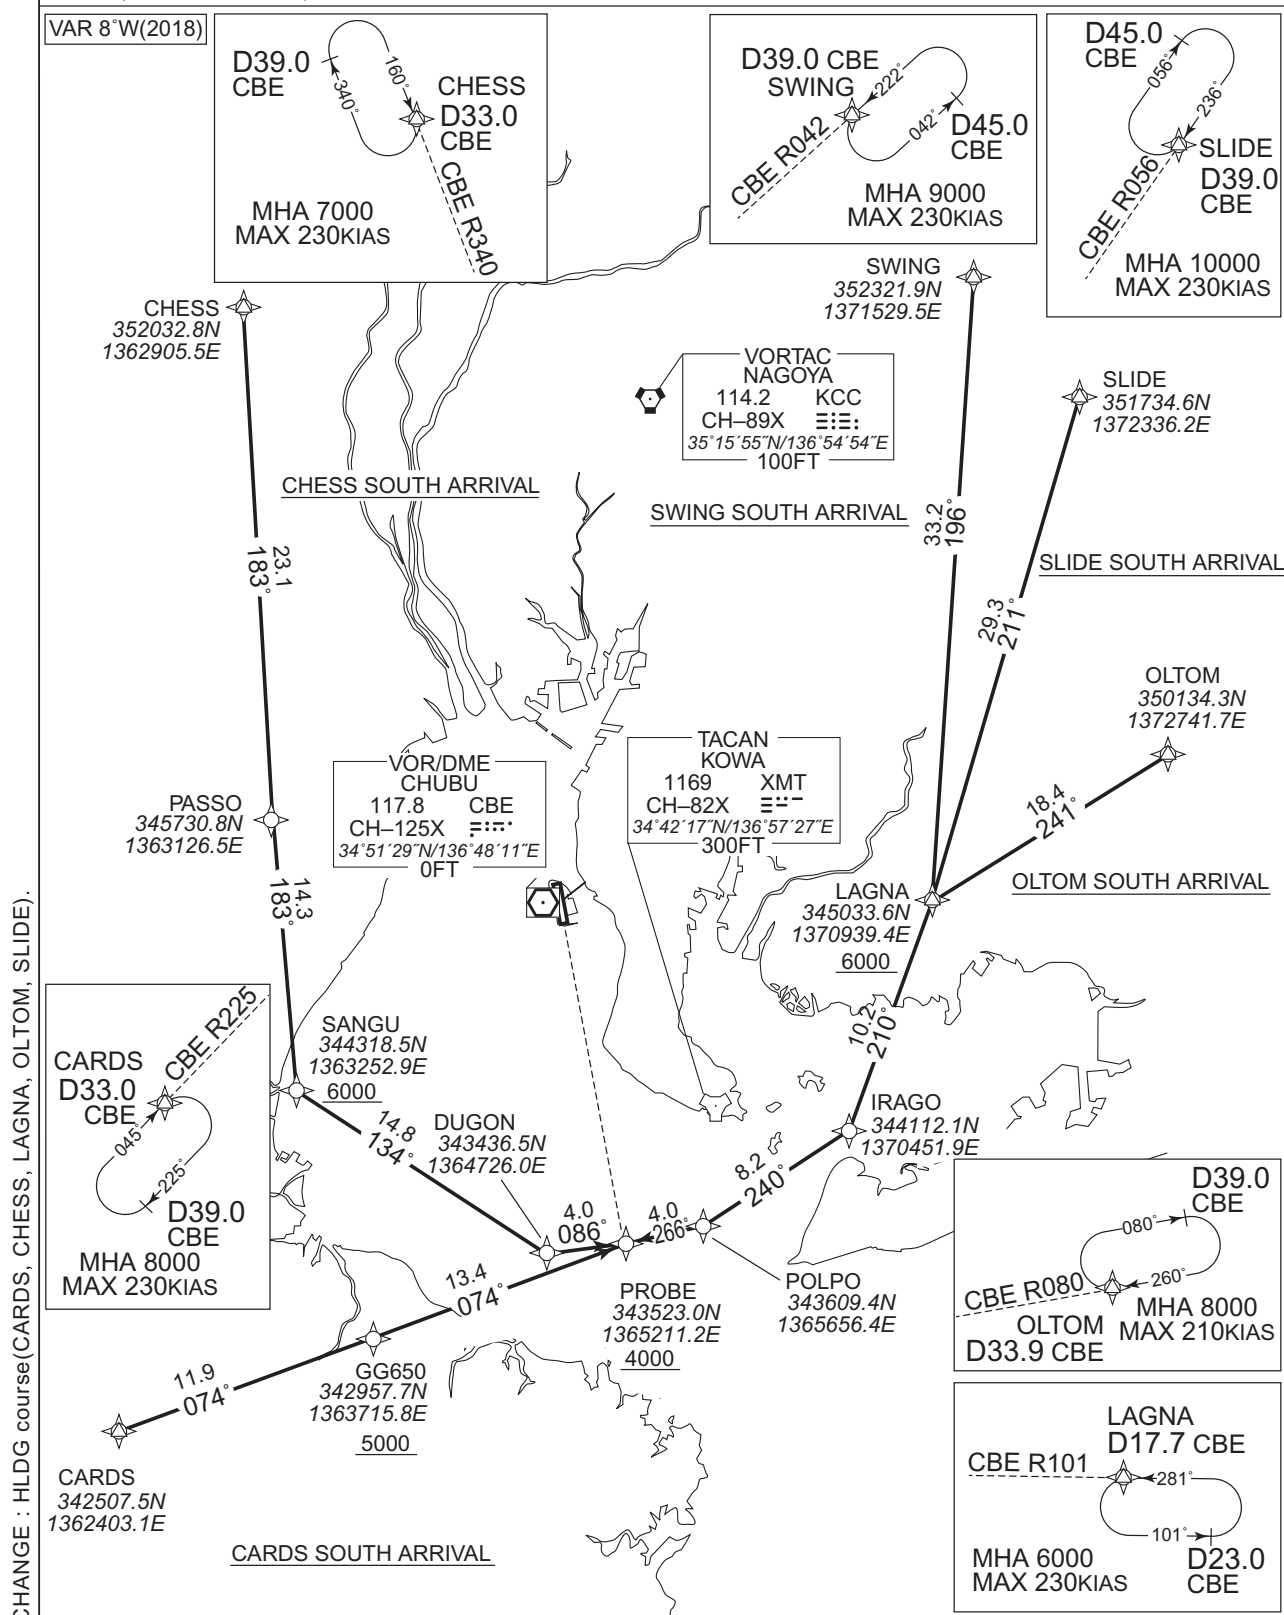 VAR 8˚W(2018)
D39.0
CBE
160˚
340˚
CHESS
D33.0
CBE
CBE R340
MHA 7000
MAX 230KIAS
D39.0 CBE
SWING
222˚
042˚
D45.0
CBE
CBE R042
MHA 9000
MAX 230KIAS
D45.0
CBE
056˚
236˚
SLIDE
D39.0
CBE
CBE R056
MHA 10000
MAX 230KIAS
CHESS
352032.8N
1362905.5E
SWING
352321.9N
1371529.5E
VORTAC
NAGOYA
114.2 KCC
CH–89X
35˚15´55˝N/136˚54´54˝E
100FT
SLIDE
351734.6N
1372336.2E
CHESS SOUTH ARRIVAL
SWING SOUTH ARRIVAL
SLIDE SOUTH ARRIVAL
23.1
183˚
33.2
196˚
29.3
211˚
OLTOM
350134.3N
1372741.7E
18.4
241˚
OLTOM SOUTH ARRIVAL
PASSO
345730.8N
1363126.5E
VOR/DME
CHUBU
117.8 CBE
CH–125X
34˚51´29˝N/136˚48´11˝E
0FT
TACAN
KOWA
1169 XMT
CH–82X
34˚42´17˝N/136˚57´27˝E
300FT
LAGNA
345033.6N
1370939.4E
6000
14.3
183˚
10.2
210˚
CBE R225
CARDS
D33.0
CBE
045˚
225˚
D39.0
CBE
MHA 8000
MAX 230KIAS
SANGU
344318.5N
1363252.9E
6000
14.8
134˚
DUGON
343436.5N
1364726.0E
IRAGO
344112.1N
1370451.9E
8.2
240˚
4.0
086˚
4.0
266˚
POLPO
343609.4N
1365656.4E
PROBE
343523.0N
1365211.2E
4000
13.4
074˚
GG650
342957.7N
1363715.8E
5000
11.9
074˚
CARDS
342507.5N
1362403.1E
CARDS SOUTH ARRIVAL
D39.0
CBE
080˚
260˚
CBE R080
OLTOM
D33.9 CBE
MHA 8000
MAX 210KIAS
LAGNA
D17.7 CBE
CBE R101
281˚
101˚
D23.0
CBE
MHA 6000
MAX 230KIAS
CHANGE : HLDG course(CARDS, CHESS, LAGNA, OLTOM, SLIDE).